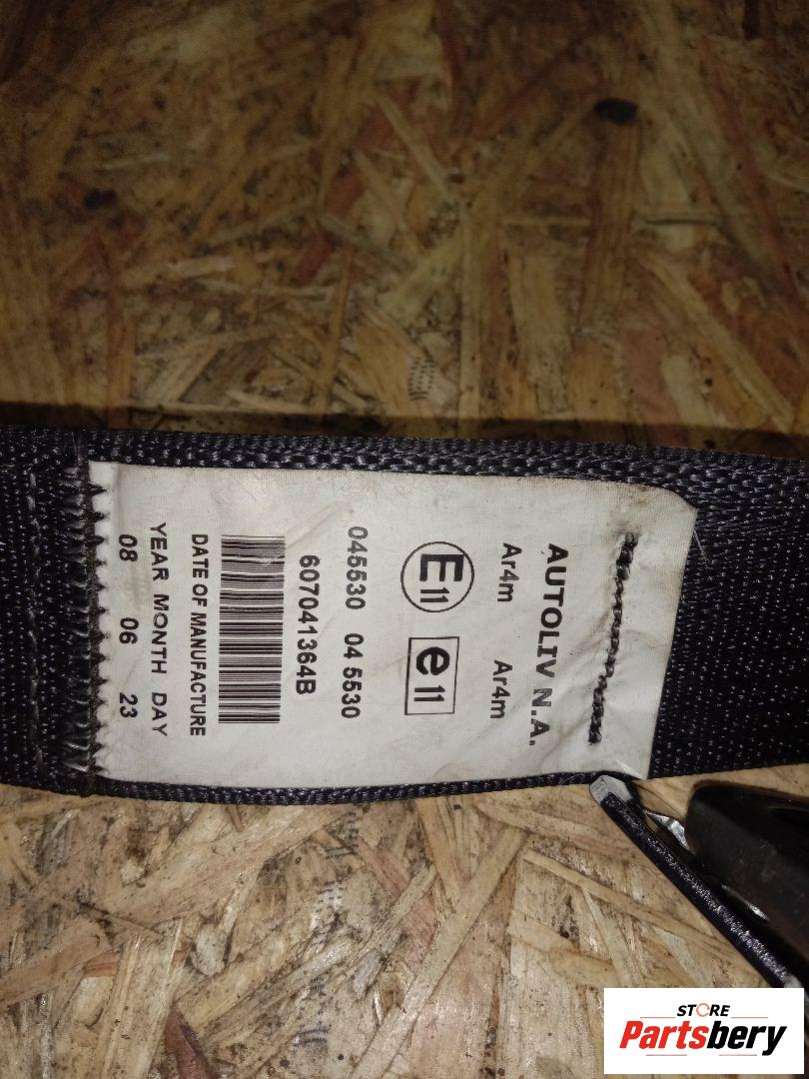 AUTOLIV N.A.
Ar4m Ar4m
E11 e11
045530 04 5530
607041364B
DATE OF MANUFACTURE
YEAR MONTH DAY
08 06 23
STORE
Partsbery